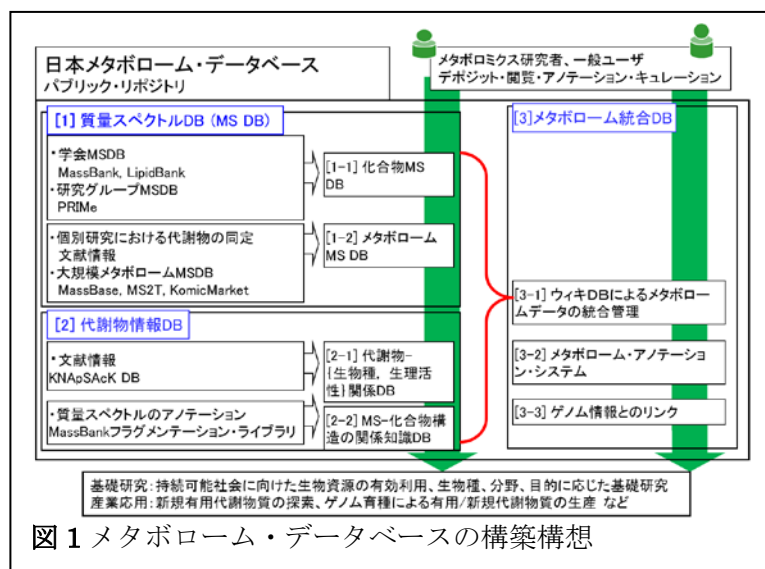 日本メタボローム・データベース
パブリック・リポジトリ
メタボロミクス研究者、一般ユーザ
デポジット・閲覧・アノテーション・キュレーション
[1] 質量スペクトルDB (MS DB)
・学会MSDB
MassBank, LipidBank
・研究グループMSDB
PRIMe
[1-1] 化合物MS
DB
・個別研究における代謝物の同定
文献情報
・大規模メタボロームMSDB
MassBase, MS2T, KomicMarket
[1-2] メタボローム
MS DB
[2] 代謝物情報DB
・文献情報
KNApSAcK DB
[2-1] 代謝物-
{生物種, 生理活
性}関係DB
・質量スペクトルのアノテーション
MassBankフラグメンテーション・ライブラリ
[2-2] MS-化合物構
造の関係知識DB
[3]メタボローム統合DB
[3-1] ウィキDBによるメタボロー
ムデータの統合管理
[3-2] メタボローム・アノテーショ
ン・システム
[3-3] ゲノム情報とのリンク
基礎研究:持続可能社会に向けた生物資源の有効利用、生物種、分野、目的に応じた基礎研究
産業応用:新規有用代謝物質の探索、ゲノム育種による有用/新規代謝物質の生産 など
図 1 メタボローム・データベースの構築構想